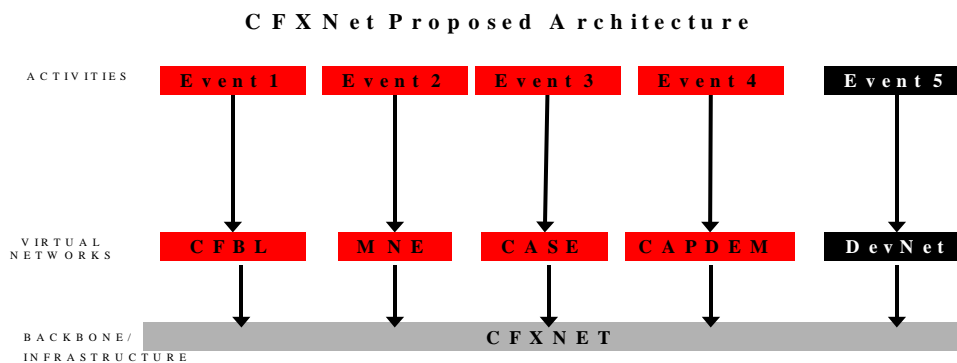 CFXNet Proposed Architecture
ACTIVITIES
Event 1
Event 2
Event 3
Event 4
Event 5
VIRTUAL
NETWORKS
CFBL
MNE
CASE
CAPDEM
DevNet
BACKBONE/
INFRASTRUCTURE
CFXNET